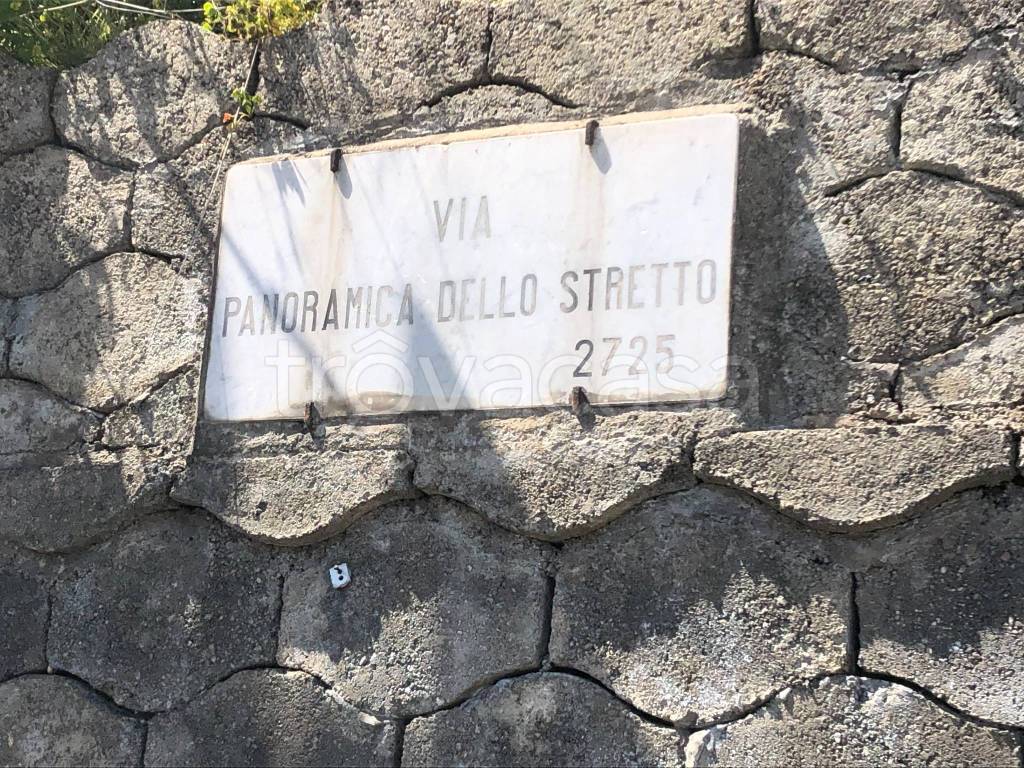 VIA
PANORAMICA DELLO STRETTO
2725
trovacasa